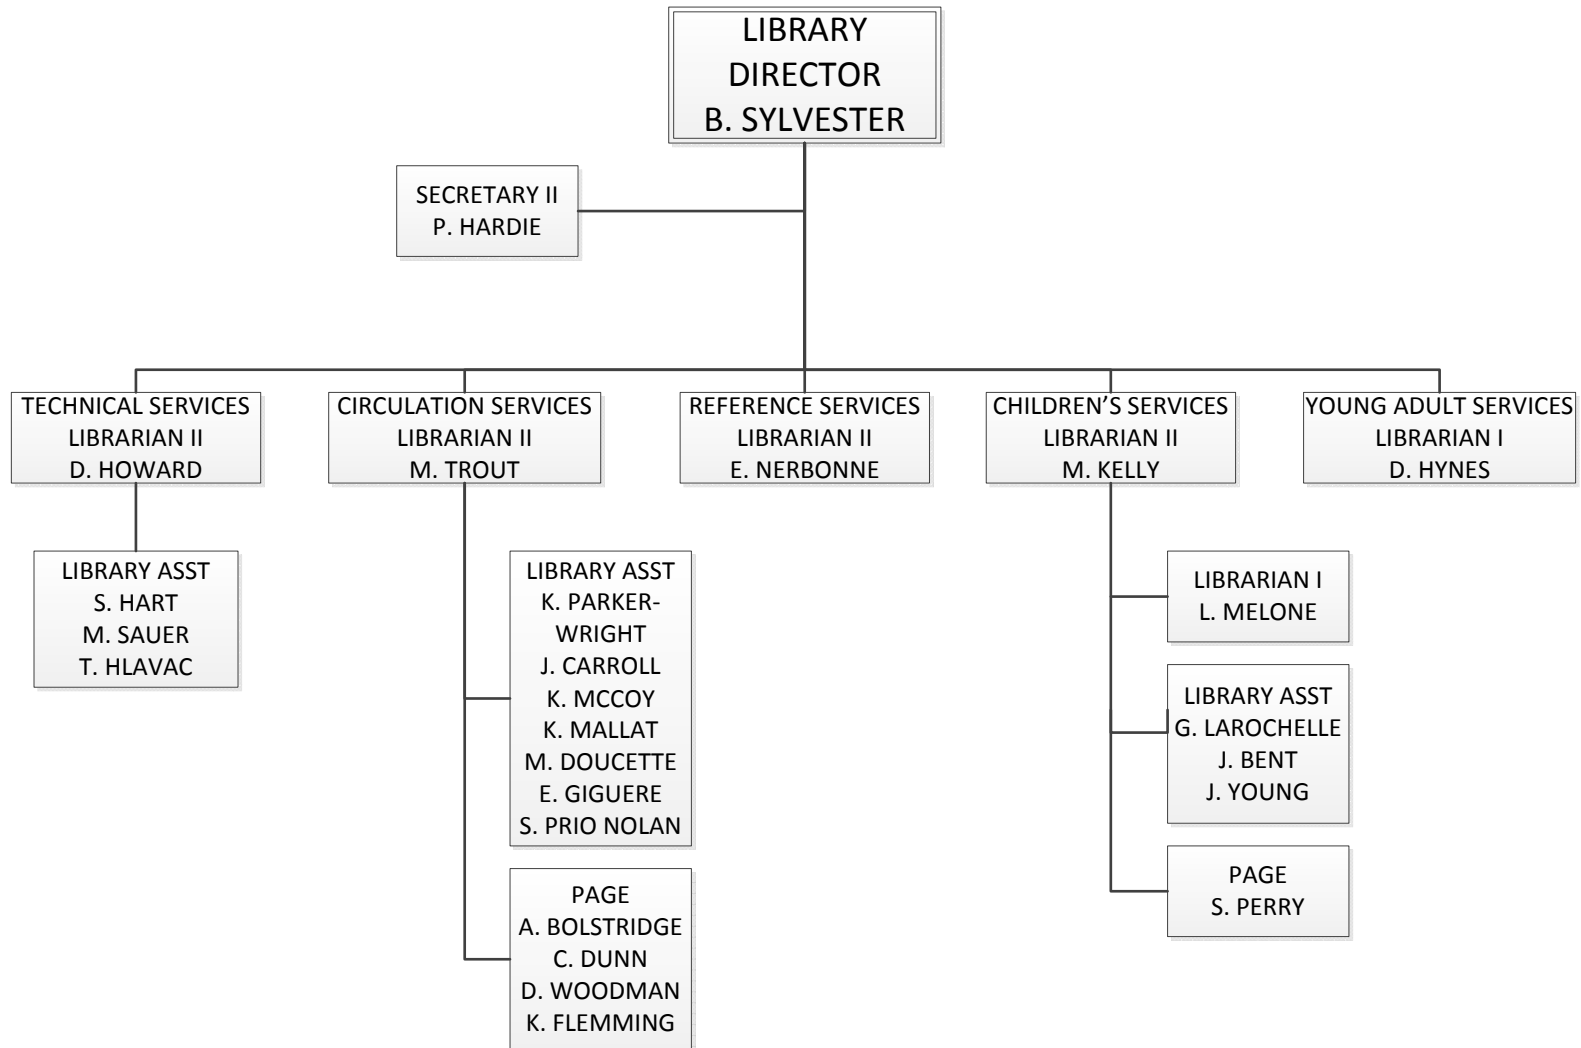 LIBRARY
DIRECTOR
B. SYLVESTER
SECRETARY II
P. HARDIE
TECHNICAL SERVICES
LIBRARIAN II
D. HOWARD
CIRCULATION SERVICES
LIBRARIAN II
M. TROUT
REFERENCE SERVICES
LIBRARIAN II
E. NERBONNE
CHILDREN’S SERVICES
LIBRARIAN II
M. KELLY
YOUNG ADULT SERVICES
LIBRARIAN I
D. HYNES
LIBRARY ASST
S. HART
M. SAUER
T. HLAVAC
LIBRARY ASST
K. PARKER-
WRIGHT
J. CARROLL
K. MCCOY
K. MALLAT
M. DOUCETTE
E. GIGUERE
S. PRIO NOLAN
PAGE
A. BOLSTRIDGE
C. DUNN
D. WOODMAN
K. FLEMMING
LIBRARIAN I
L. MELONE
LIBRARY ASST
G. LAROCHELLE
J. BENT
J. YOUNG
PAGE
S. PERRY